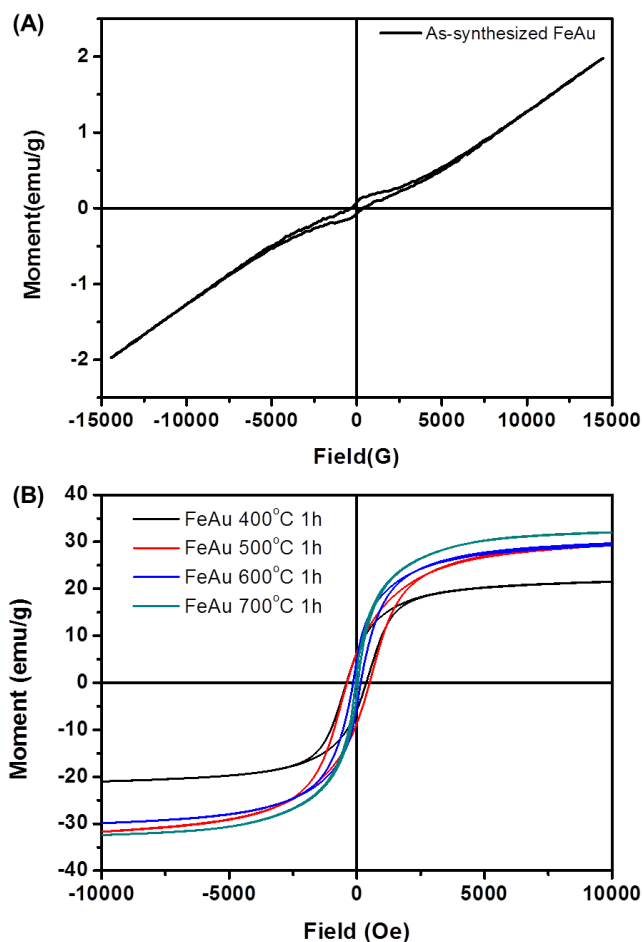 (A)
As-synthesized FeAu
2
1
0
-1
-2
Moment(emu/g)
-15000 -10000 -5000 0 5000 10000 15000
Field(G)
(B)
40
30
20
10
0
-10
-20
-30
-40
FeAu 400°C 1h
FeAu 500°C 1h
FeAu 600°C 1h
FeAu 700°C 1h
Moment (emu/g)
-10000 -5000 0 5000 10000
Field (Oe)